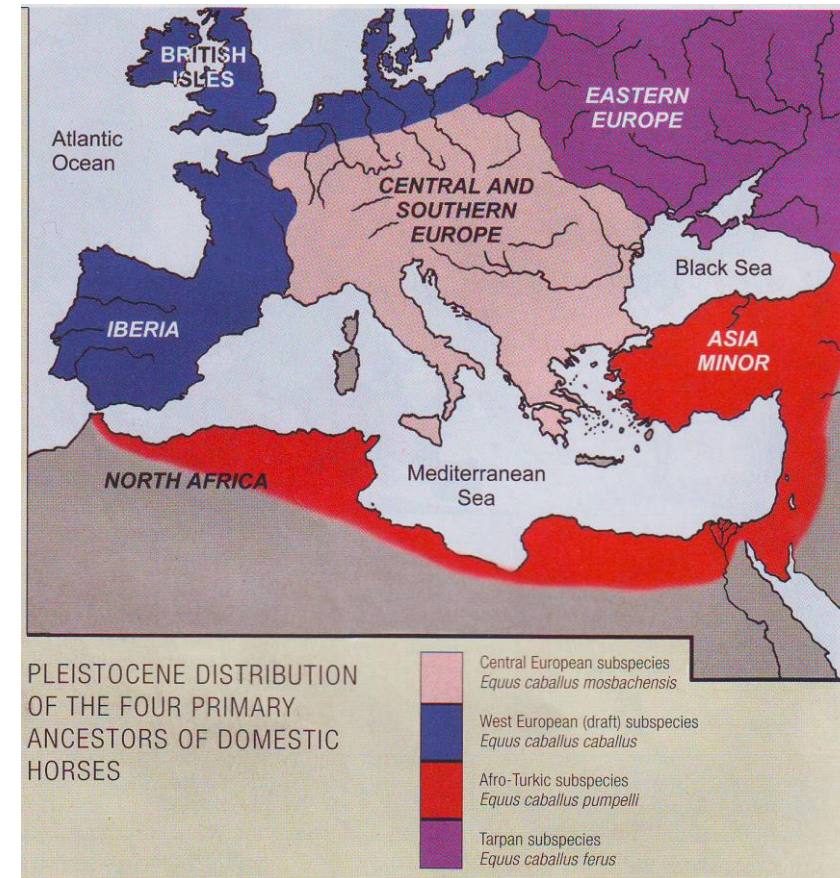 BRITISH
ISLES
Atlantic
Ocean
EASTERN
EUROPE
CENTRAL AND
SOUTHERN
EUROPE
Black Sea
IBERIA
ASIA
MINOR
NORTH AFRICA
Mediterranean
Sea
PLEISTOCENE DISTRIBUTION
OF THE FOUR PRIMARY
ANCESTORS OF DOMESTIC
HORSES
Central European subspecies
Equus caballus mosbachensis
West European (draft) subspecies
Equus caballus caballus
Afro-Turkic subspecies
Equus caballus pumpelli
Tarpan subspecies
Equus caballus ferus